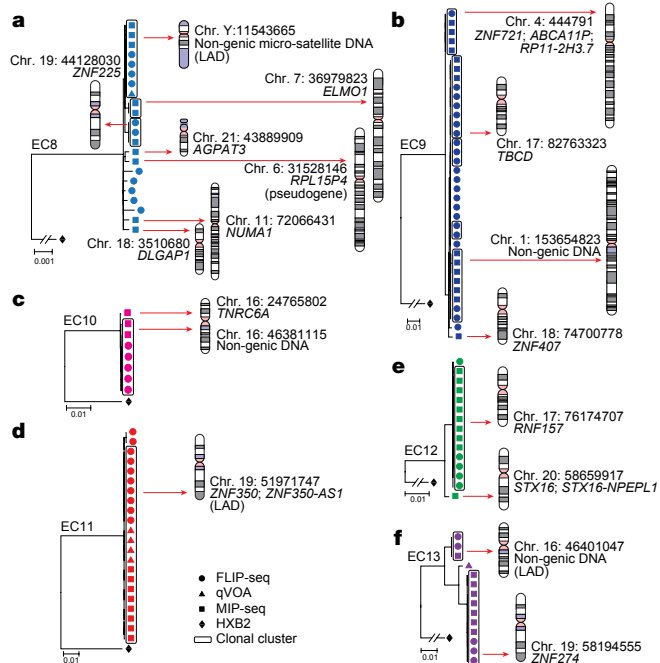 a
Chr. Y:11543665
Non-genic micro-satellite DNA
(LAD)
Chr. 19: 44128030
ZNF225
Chr. 7: 36979823
ELMO1
Chr. 21: 43889909
AGPAT3
EC8
Chr. 6: 31528146
RPL15P4
(pseudogene)
Chr. 11: 72066431
NUMA1
Chr. 18: 3510680
DLGAP1
0.001
b
Chr. 4: 444791
ZNF721; ABCA11P;
RP11-2H3.7
EC9
Chr. 17: 82763323
TBCD
Chr. 1: 153654823
Non-genic DNA
Chr. 18: 74700778
ZNF407
0.01
c
EC10
Chr. 16: 24765802
TNRC6A
Chr. 16: 46381115
Non-genic DNA
0.01
d
EC11
Chr. 19: 51971747
ZNF350; ZNF350-AS1
(LAD)
FLIP-seq
qVOA
MIP-seq
HXB2
Clonal cluster
0.01
e
EC12
Chr. 17: 76174707
RNF157
Chr. 20: 58659917
STX16; STX16-NPEPL1
0.01
f
EC13
Chr. 16: 46401047
Non-genic DNA
(LAD)
Chr. 19: 58194555
ZNF274
0.01